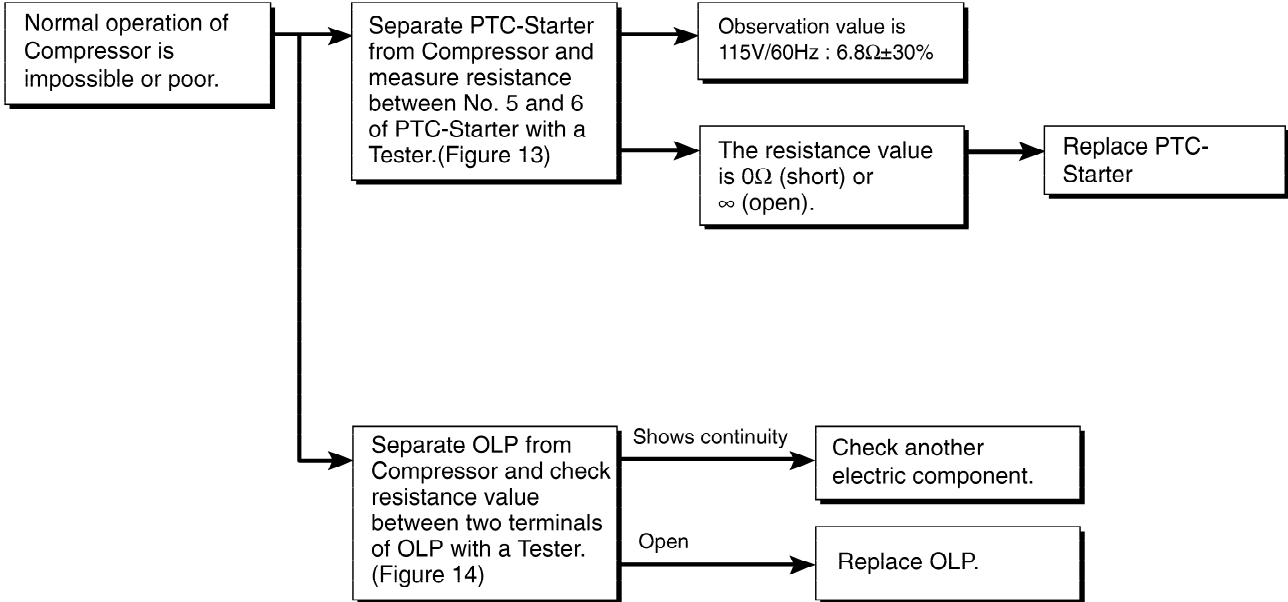 Normal operation of
Compressor is
impossible or poor.
Separate PTC-Starter
from Compressor and
measure resistance
between No. 5 and 6
of PTC-Starter with a
Tester.(Figure 13)
Observation value is
115V/60Hz : 6.8Ω±30%
The resistance value
is 0Ω (short) or
∞ (open).
Replace PTC-
Starter
Separate OLP from
Compressor and check
resistance value
between two terminals
of OLP with a Tester.
(Figure 14)
Shows continuity
Check another
electric component.
Open
Replace OLP.